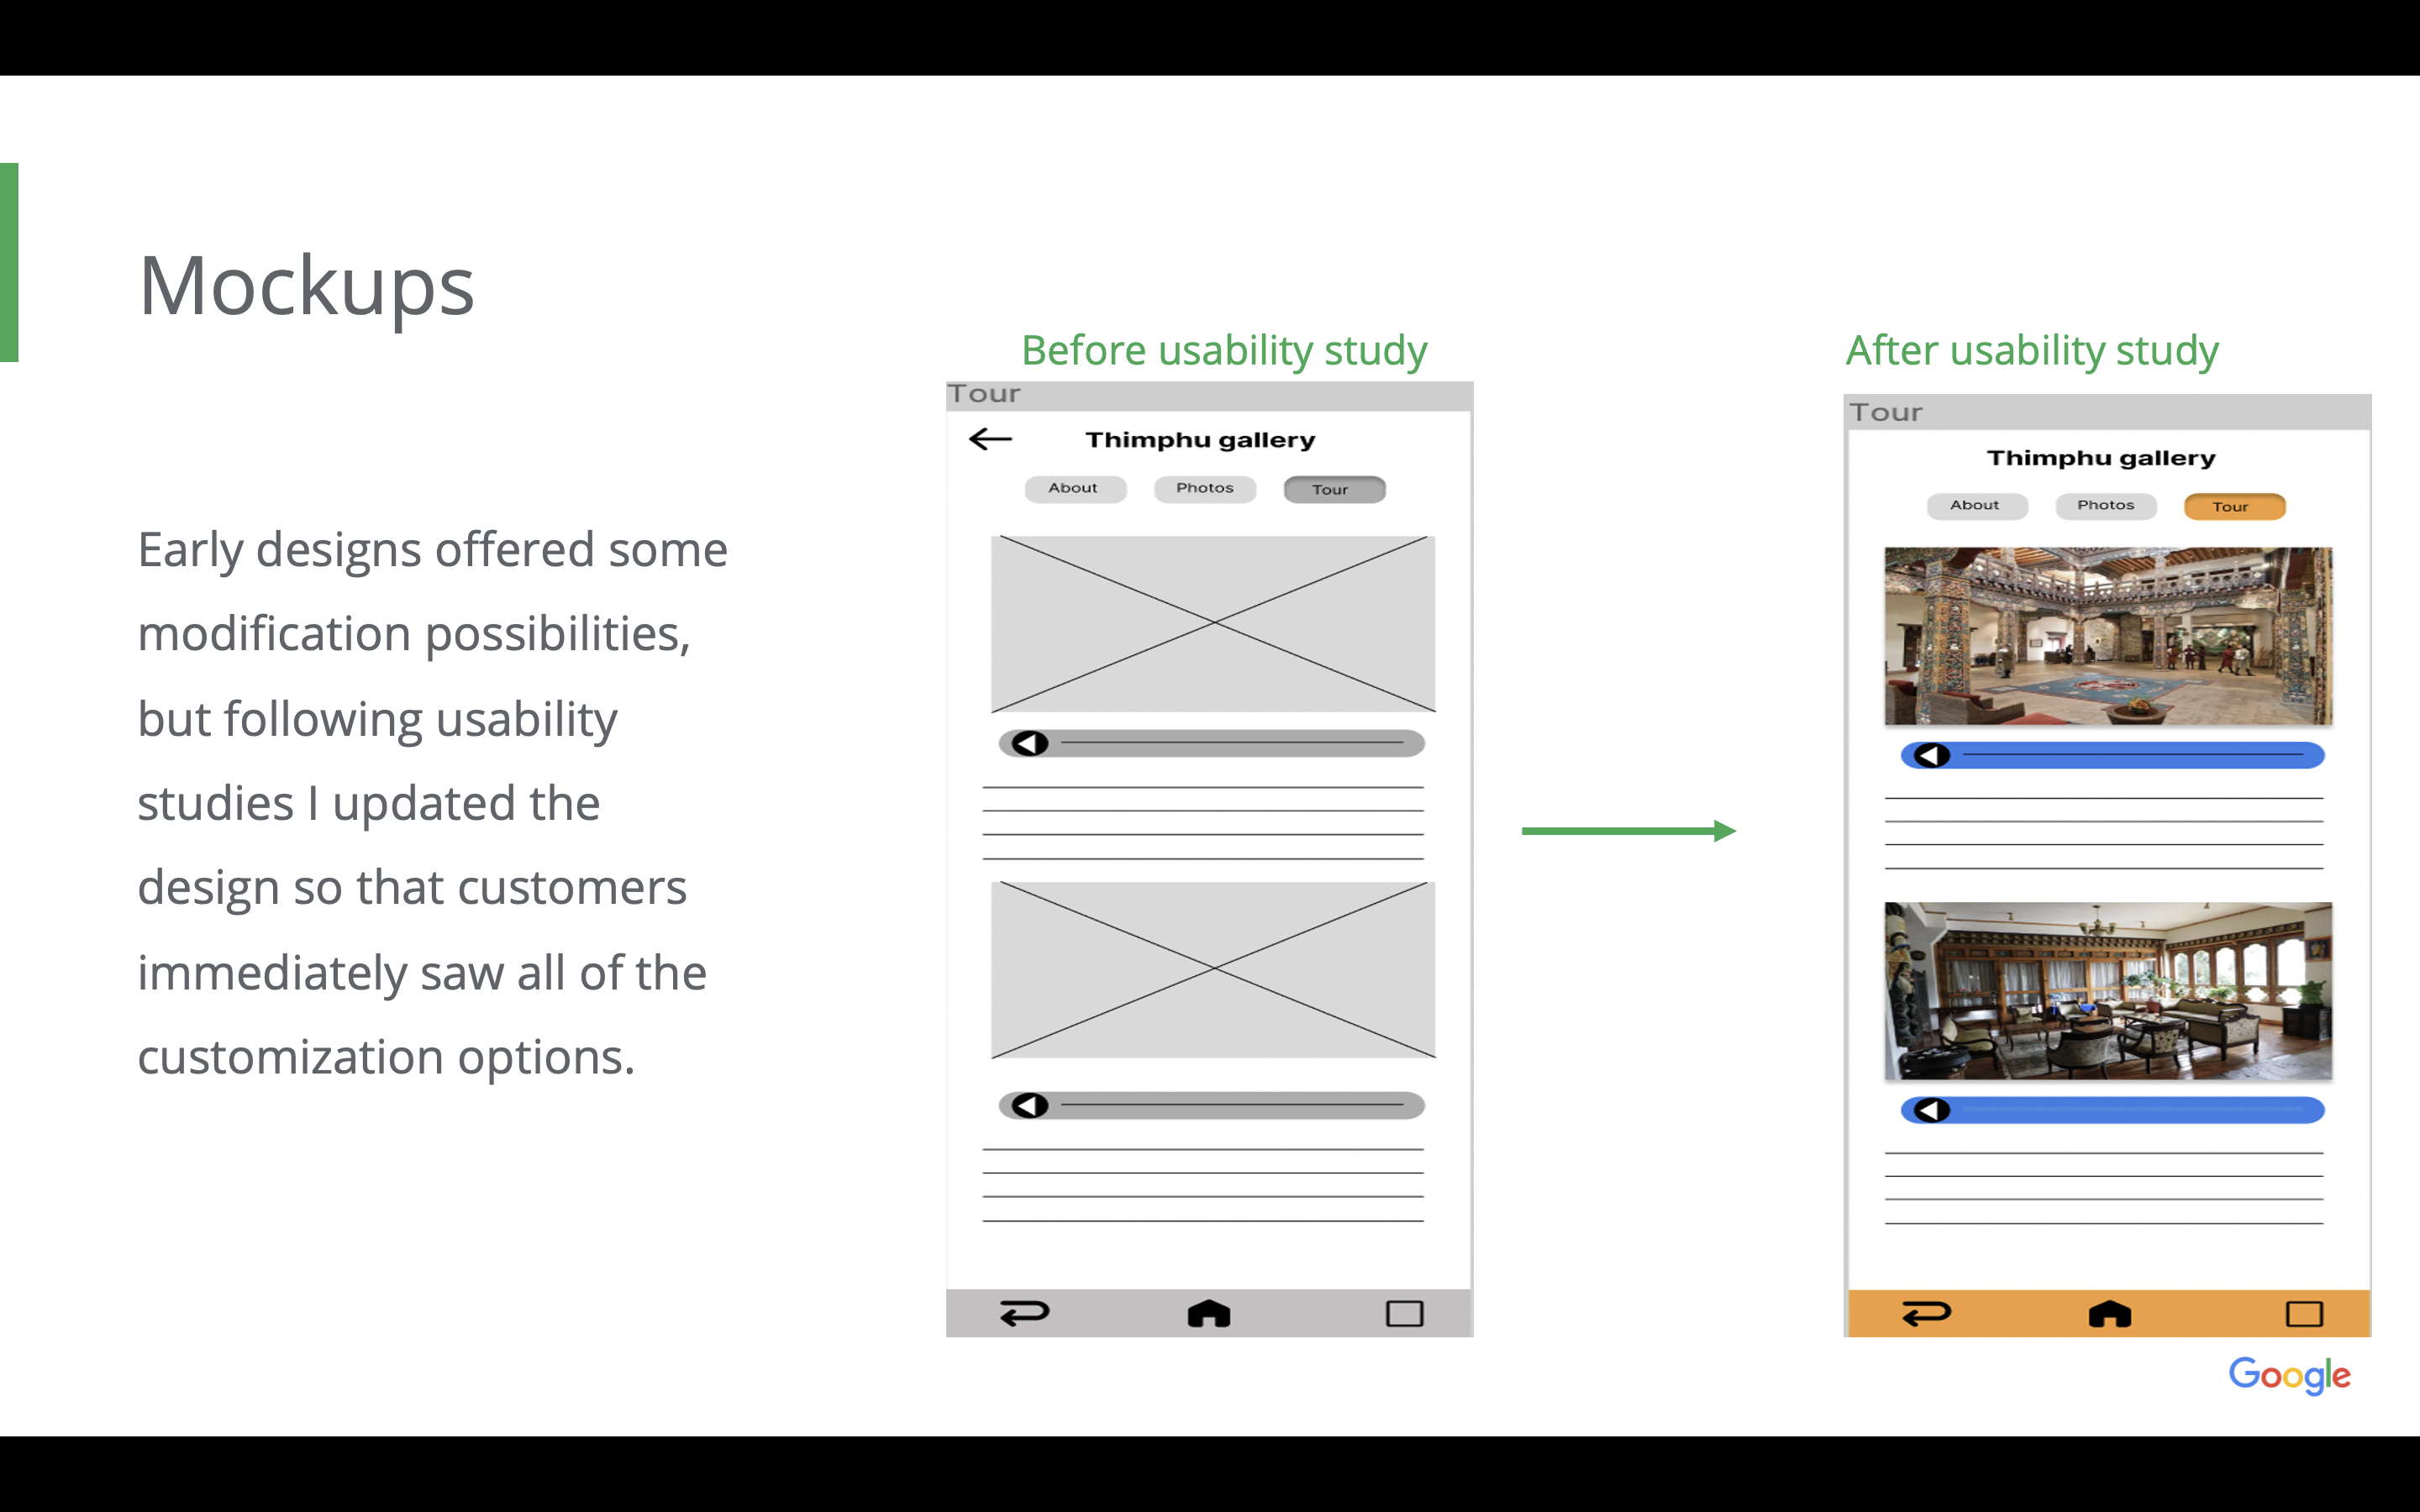 Mockups
Early designs offered some
modification possibilities,
but following usability
studies I updated the
design so that customers
immediately saw all of the
customization options.
Before usability study
Tour
Thimphu gallery
About Photos Tour
After usability study
Tour
Thimphu gallery
About Photos Tour
Google